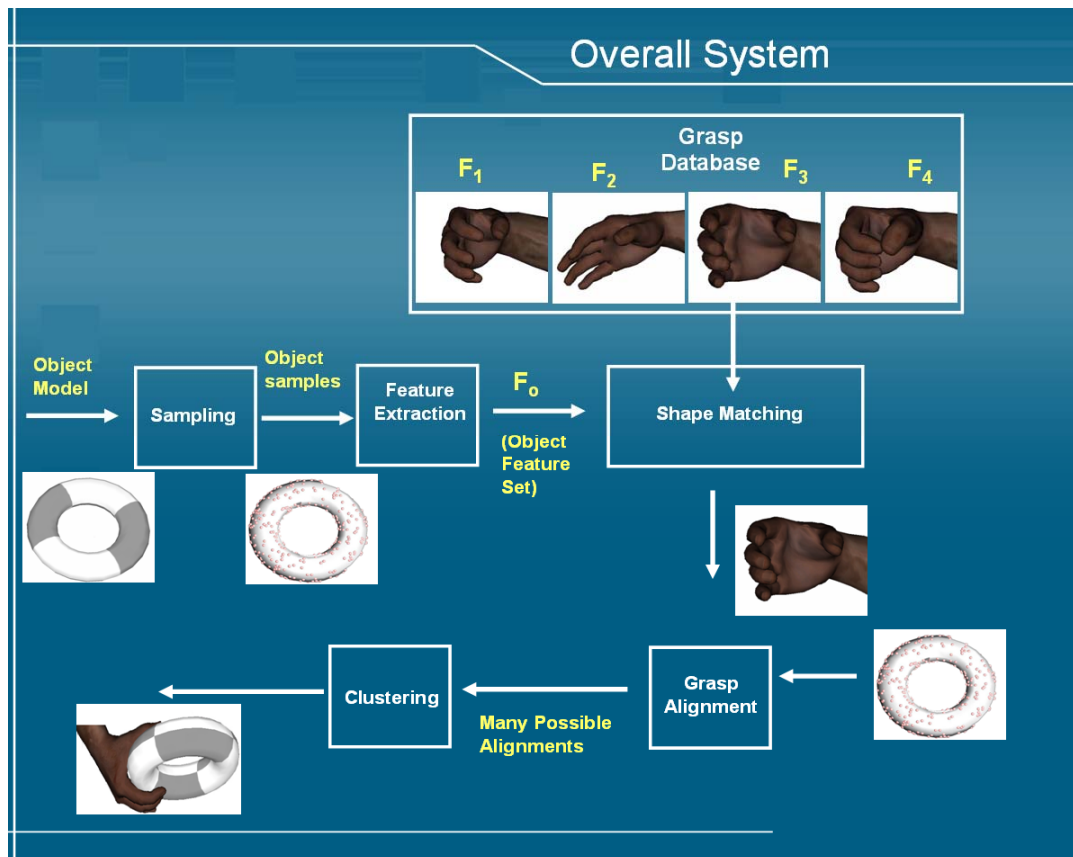 Overall System
Grasp
Database
F1
F2
F3
F4
Object
Model
Sampling
Object
samples
Feature
Extraction
Fo
(Object
Feature
Set)
Shape Matching
Grasp
Alignment
Many Possible
Alignments
Clustering